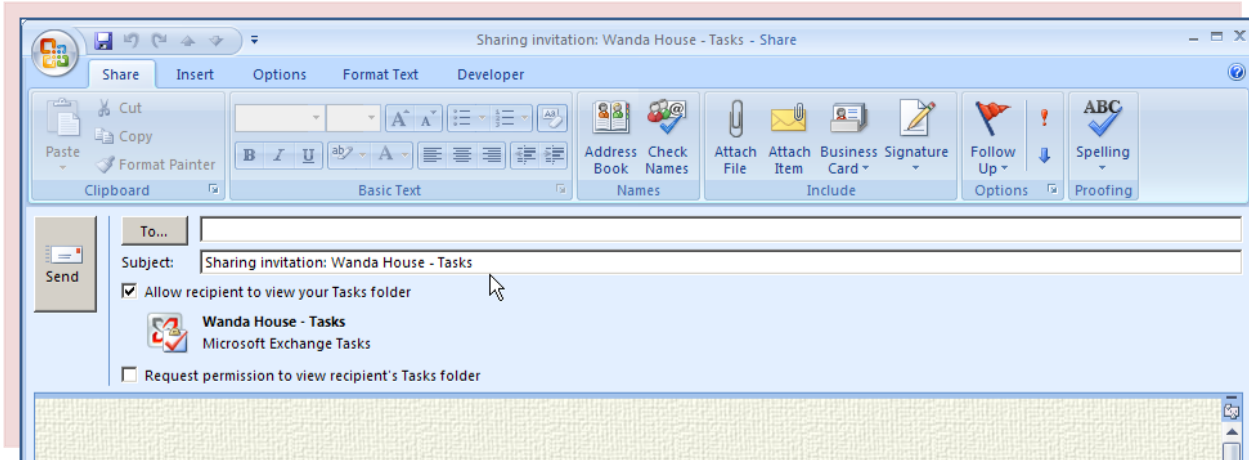 Sharing invitation: Wanda House - Tasks - Share
Share Insert Options Format Text Developer
Cut
Copy
Format Painter
Paste
Clipboard
B I U ab A
Basic Text
Address Book
Check Names
Names
Attach File
Attach Item
Business Card
Signature
Include
Follow Up
Options
ABC
Spelling
Proofing
To...
Send
Subject: Sharing invitation: Wanda House - Tasks
Allow recipient to view your Tasks folder
Wanda House - Tasks
Microsoft Exchange Tasks
Request permission to view recipient's Tasks folder